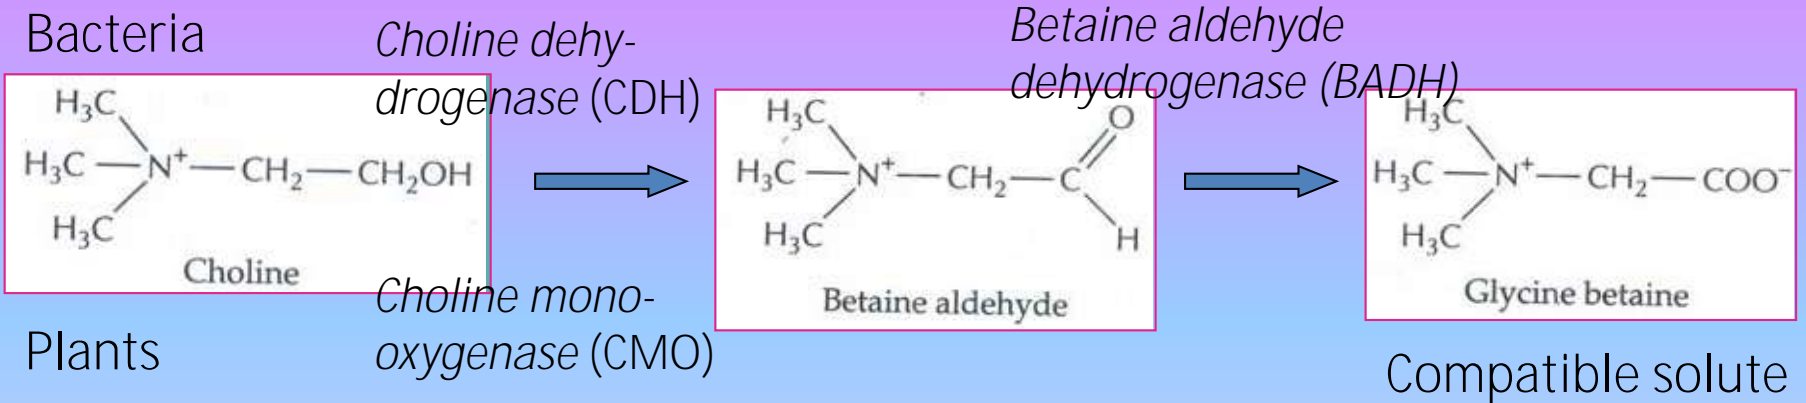 Bacteria
Choline dehy-
drogenase (CDH)
Betaine aldehyde
dehydrogenase (BADH)
H₃C
H₃C—N⁺—CH₂—CH₂OH
H₃C
Choline
H₃C
O
H₃C—N⁺—CH₂—C
H₃C
H
Betaine aldehyde
H₃C
H₃C—N⁺—CH₂—COO⁻
H₃C
Glycine betaine
Plants
Choline mono-
oxygenase (CMO)
Compatible solute